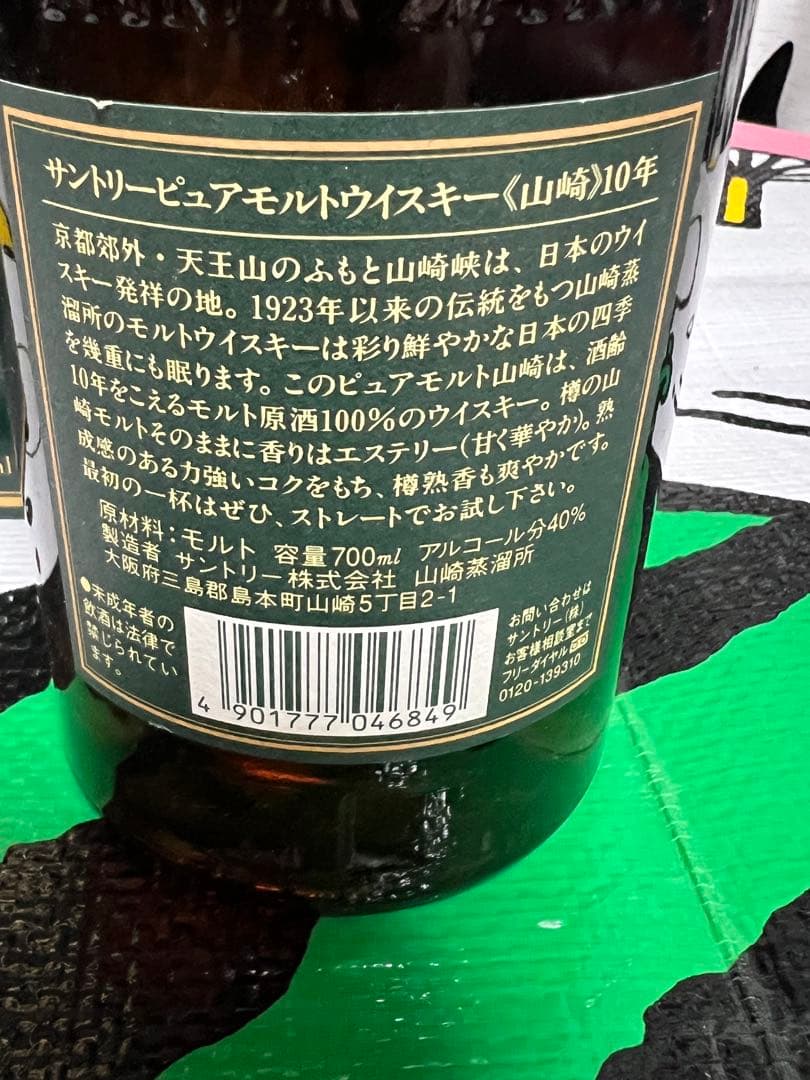 サントリーピュアモルトウイスキー《山崎》10年
京都郊外・天王山のふもと山崎峡は、日本のウイ
スキー発祥の地。1923年以来の伝統をもつ山崎蒸
溜所のモルトウイスキーは彩り鮮やかな日本の四季
を幾重にも眠ります。このピュアモルト山崎は、酒齢
10年をこえるモルト原酒100%のウイスキー。樽の山
崎モルトそのままに香りはエステリー(甘く華やか)。熟
成感のある力強いコクをもち、樽熟香も爽やかです。
最初の一杯はぜひ、ストレートでお試し下さい。
原材料:モルト 容量700ml アルコール分40%
製造者 サントリー株式会社 山崎蒸溜所
大阪府三島郡島本町山崎5丁目2-1
●未成年者の
飲酒は法律で
禁じられてい
ます。
4 901777 046849
お問い合わせは
サントリー(株)
お客様相談室まで
フリーダイヤル
0120-139310